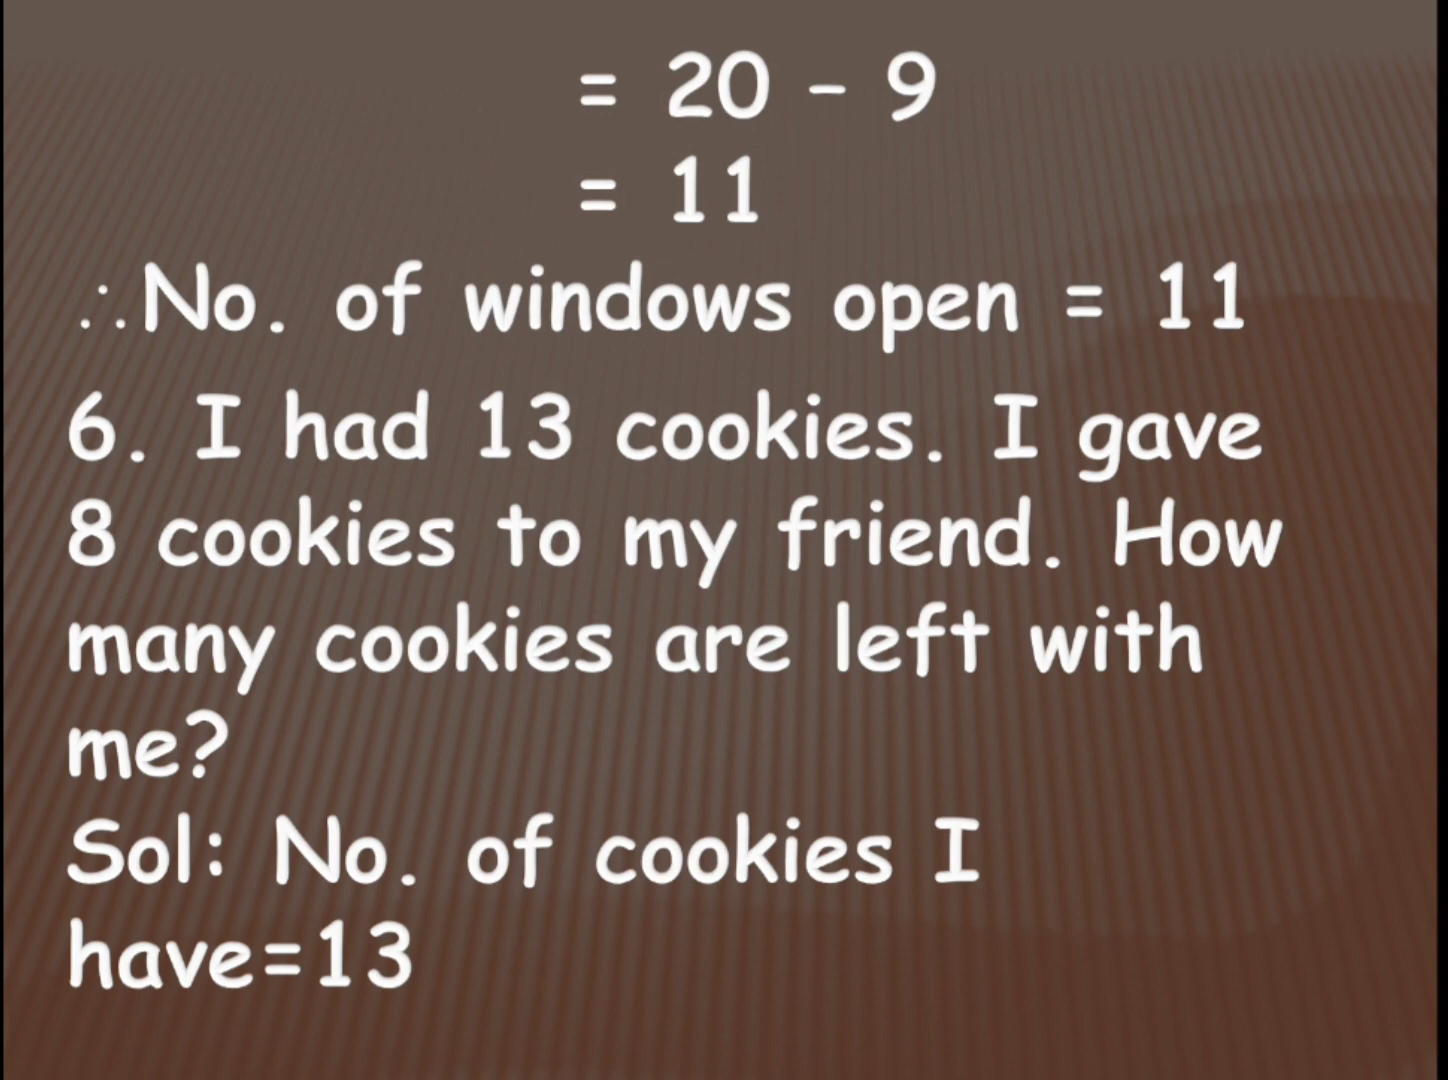 = 20 - 9
= 11
∴No. of windows open = 11
6. I had 13 cookies. I gave
8 cookies to my friend. How
many cookies are left with
me?
Sol: No. of cookies I
have=13